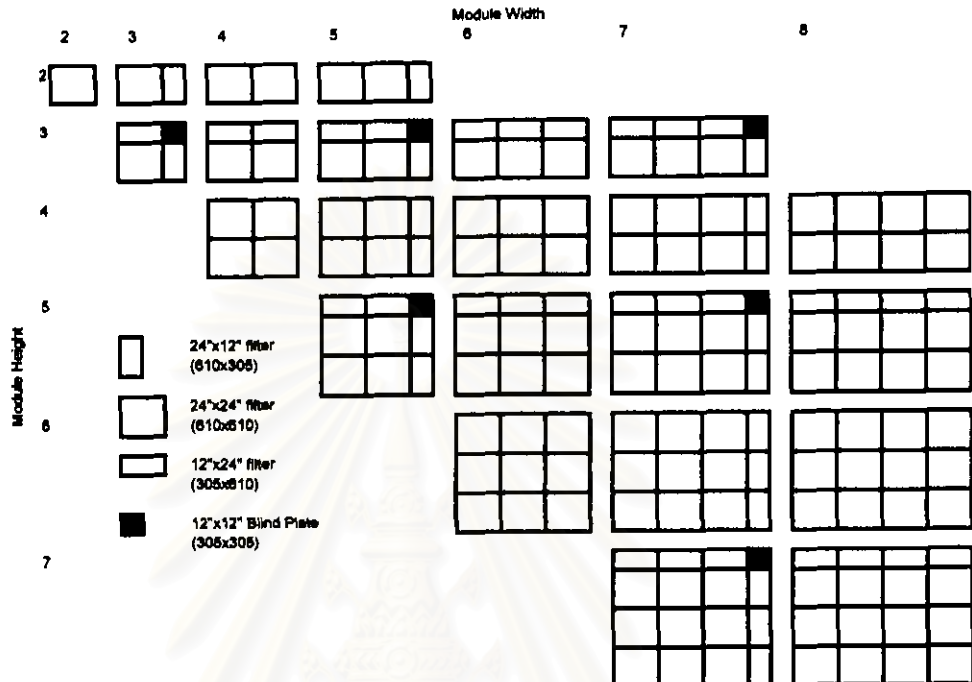 Module Width
2 3 4 5 6 7 8
2
3
4
5
Module Height
24"x12" filter
(610x305)
24"x24" filter
(610x610)
6
12"x24" filter
(305x610)
12"x12" Blind Plate
(305x305)
7